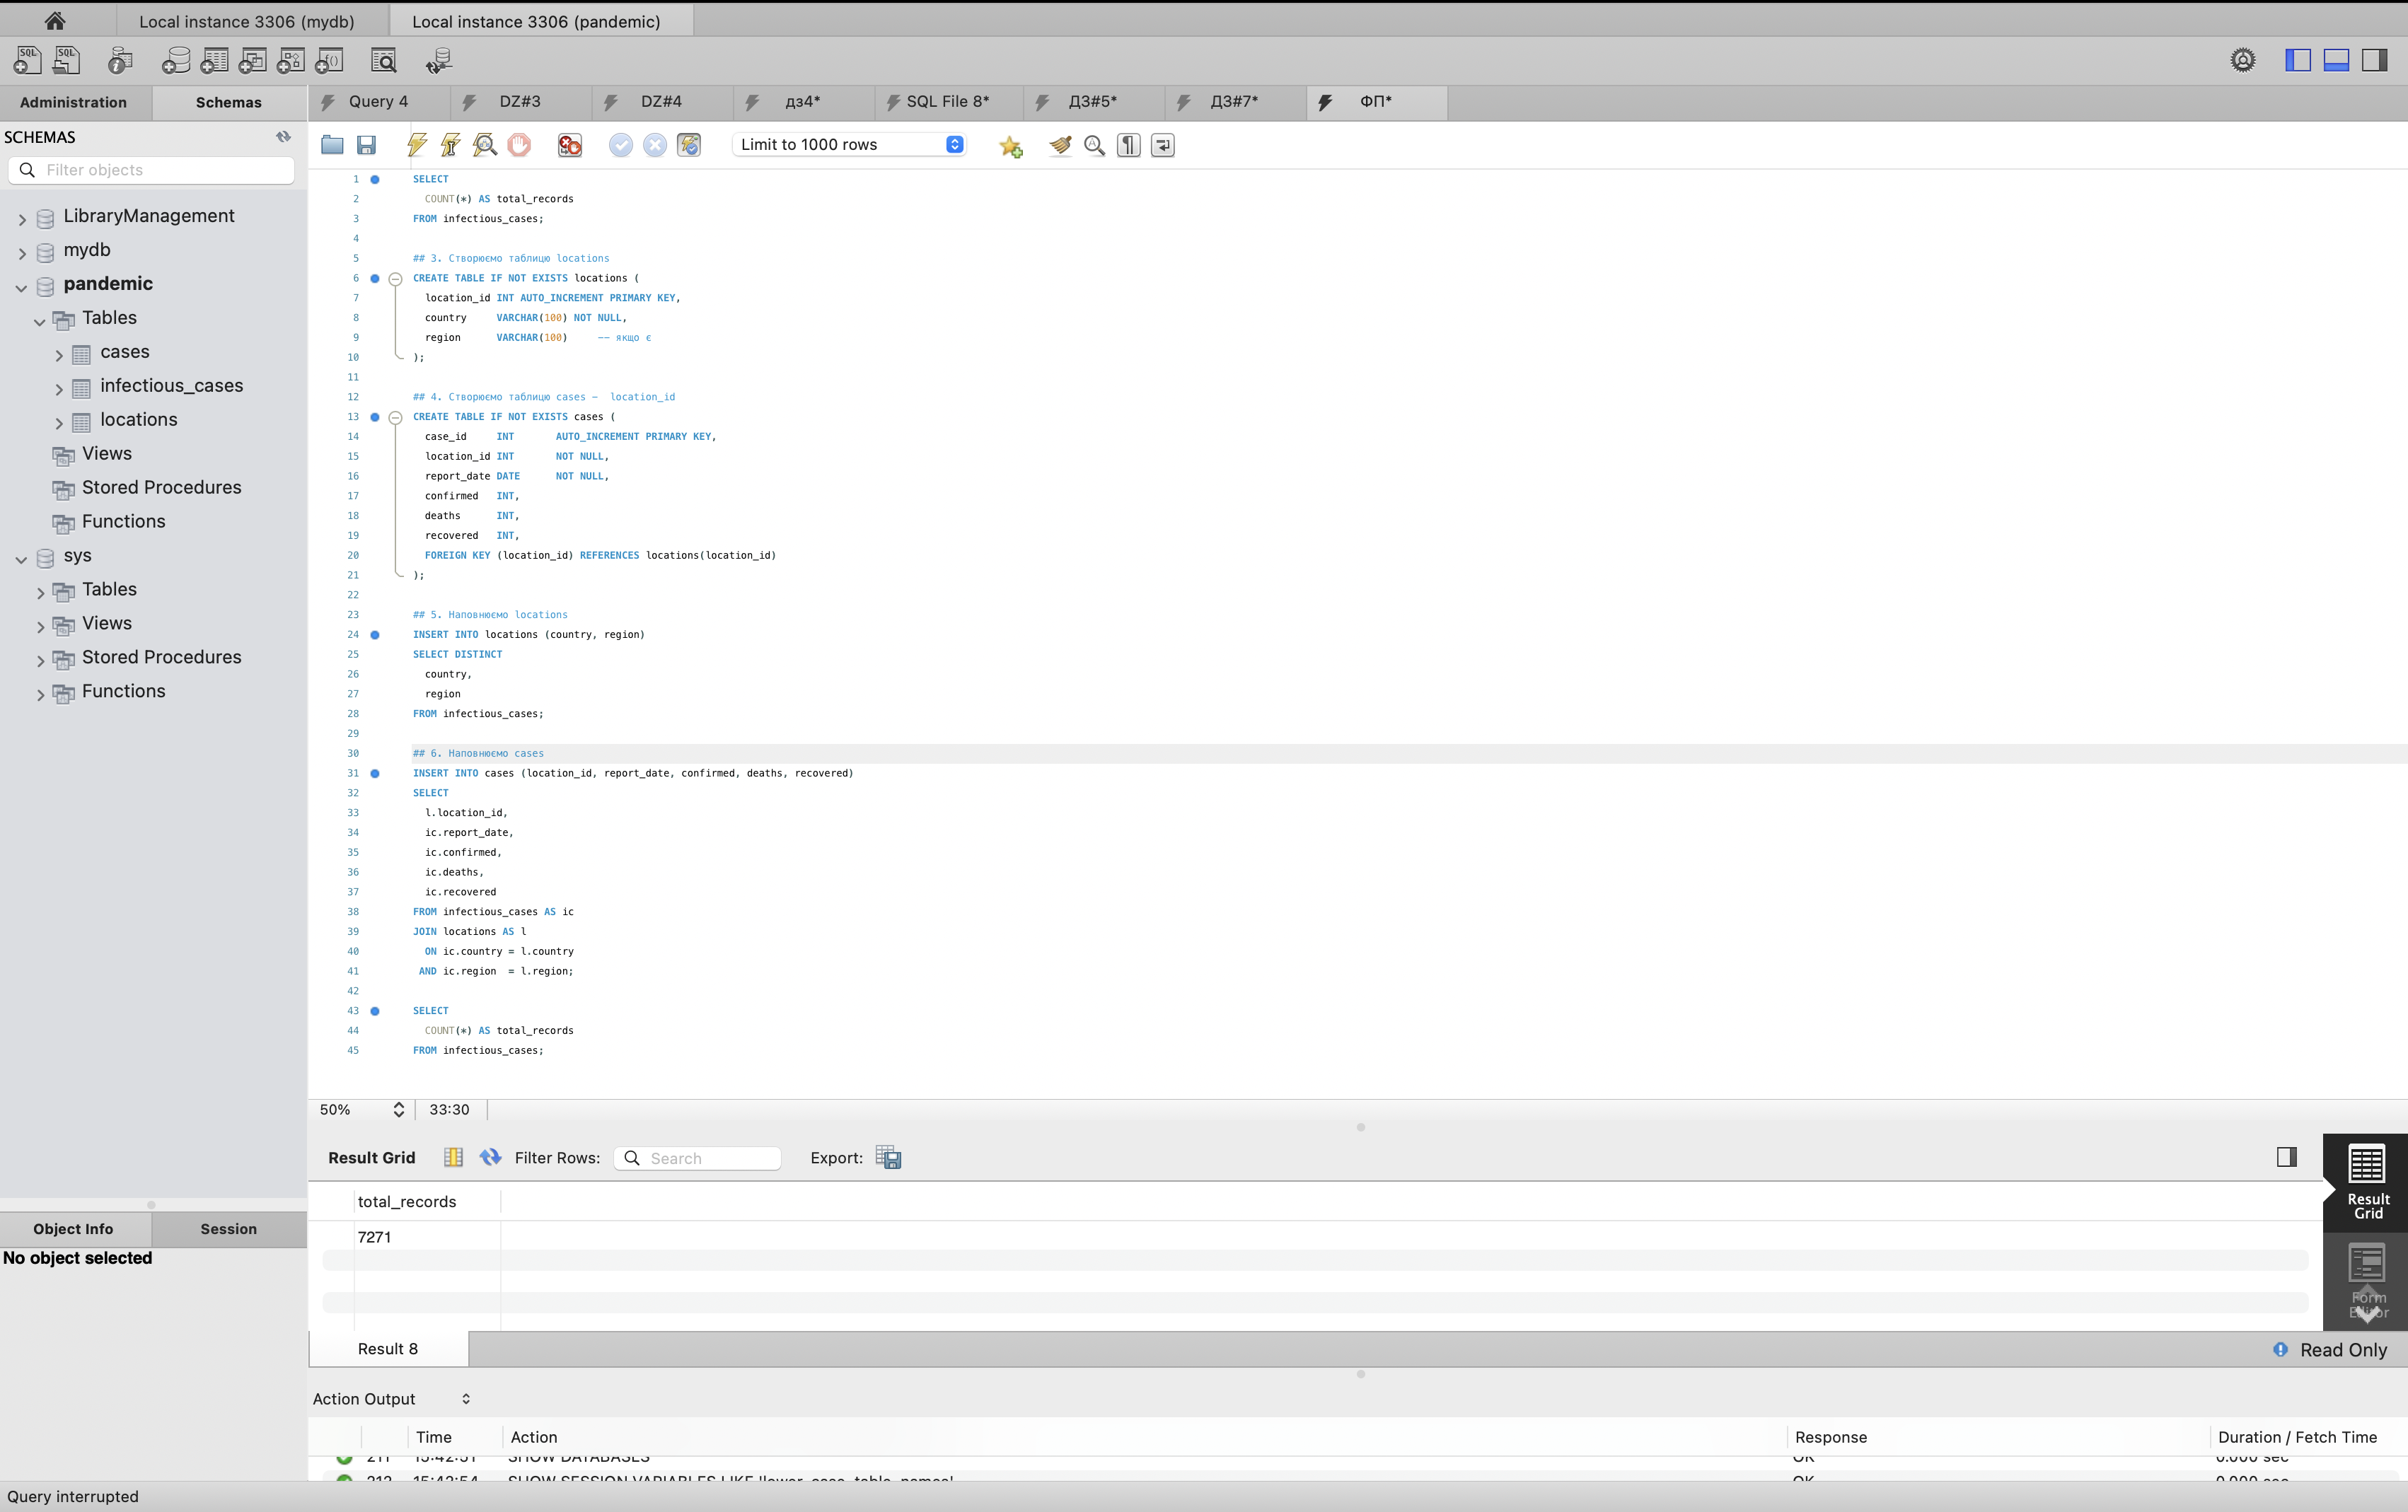 Local instance 3306 (mydb)
Local instance 3306 (pandemic)
Administration
Schemas
Query 4
DZ#3
DZ#4
дз4*
SQL File 8*
ДЗ#5*
ДЗ#7*
ФП*
SCHEMAS
Filter objects
LibraryManagement
mydb
pandemic
Tables
cases
infectious_cases
locations
Views
Stored Procedures
Functions
sys
Tables
Views
Stored Procedures
Functions
Object Info
Session
No object selected
Limit to 1000 rows
1 SELECT
2 COUNT(*) AS total_records
3 FROM infectious_cases;
4
5 ## 3. Створюємо таблицю locations
6 CREATE TABLE IF NOT EXISTS locations (
7 location_id INT AUTO_INCREMENT PRIMARY KEY,
8 country VARCHAR(100) NOT NULL,
9 region VARCHAR(100) -- якщо є
10 );
11
12 ## 4. Створюємо таблицю cases – location_id
13 CREATE TABLE IF NOT EXISTS cases (
14 case_id INT AUTO_INCREMENT PRIMARY KEY,
15 location_id INT NOT NULL,
16 report_date DATE NOT NULL,
17 confirmed INT,
18 deaths INT,
19 recovered INT,
20 FOREIGN KEY (location_id) REFERENCES locations(location_id)
21 );
22
23 ## 5. Наповнюємо locations
24 INSERT INTO locations (country, region)
25 SELECT DISTINCT
26 country,
27 region
28 FROM infectious_cases;
29
30 ## 6. Наповнюємо cases
31 INSERT INTO cases (location_id, report_date, confirmed, deaths, recovered)
32 SELECT
33 l.location_id,
34 ic.report_date,
35 ic.confirmed,
36 ic.deaths,
37 ic.recovered
38 FROM infectious_cases AS ic
39 JOIN locations AS l
40 ON ic.country = l.country
41 AND ic.region = l.region;
42
43 SELECT
44 COUNT(*) AS total_records
45 FROM infectious_cases;
50%
33:30
Result Grid
Filter Rows:
Search
Export:
total_records
7271
Result Grid
Form Editor
Result 8
Read Only
Action Output
Time Action Response Duration / Fetch Time
211 15:42:51 SHOW DATABASES OK 0.000 sec
212 15:42:54 SHOW SESSION VARIABLES LIKE 'lower_case_table_names' OK 0.000 sec
Query interrupted